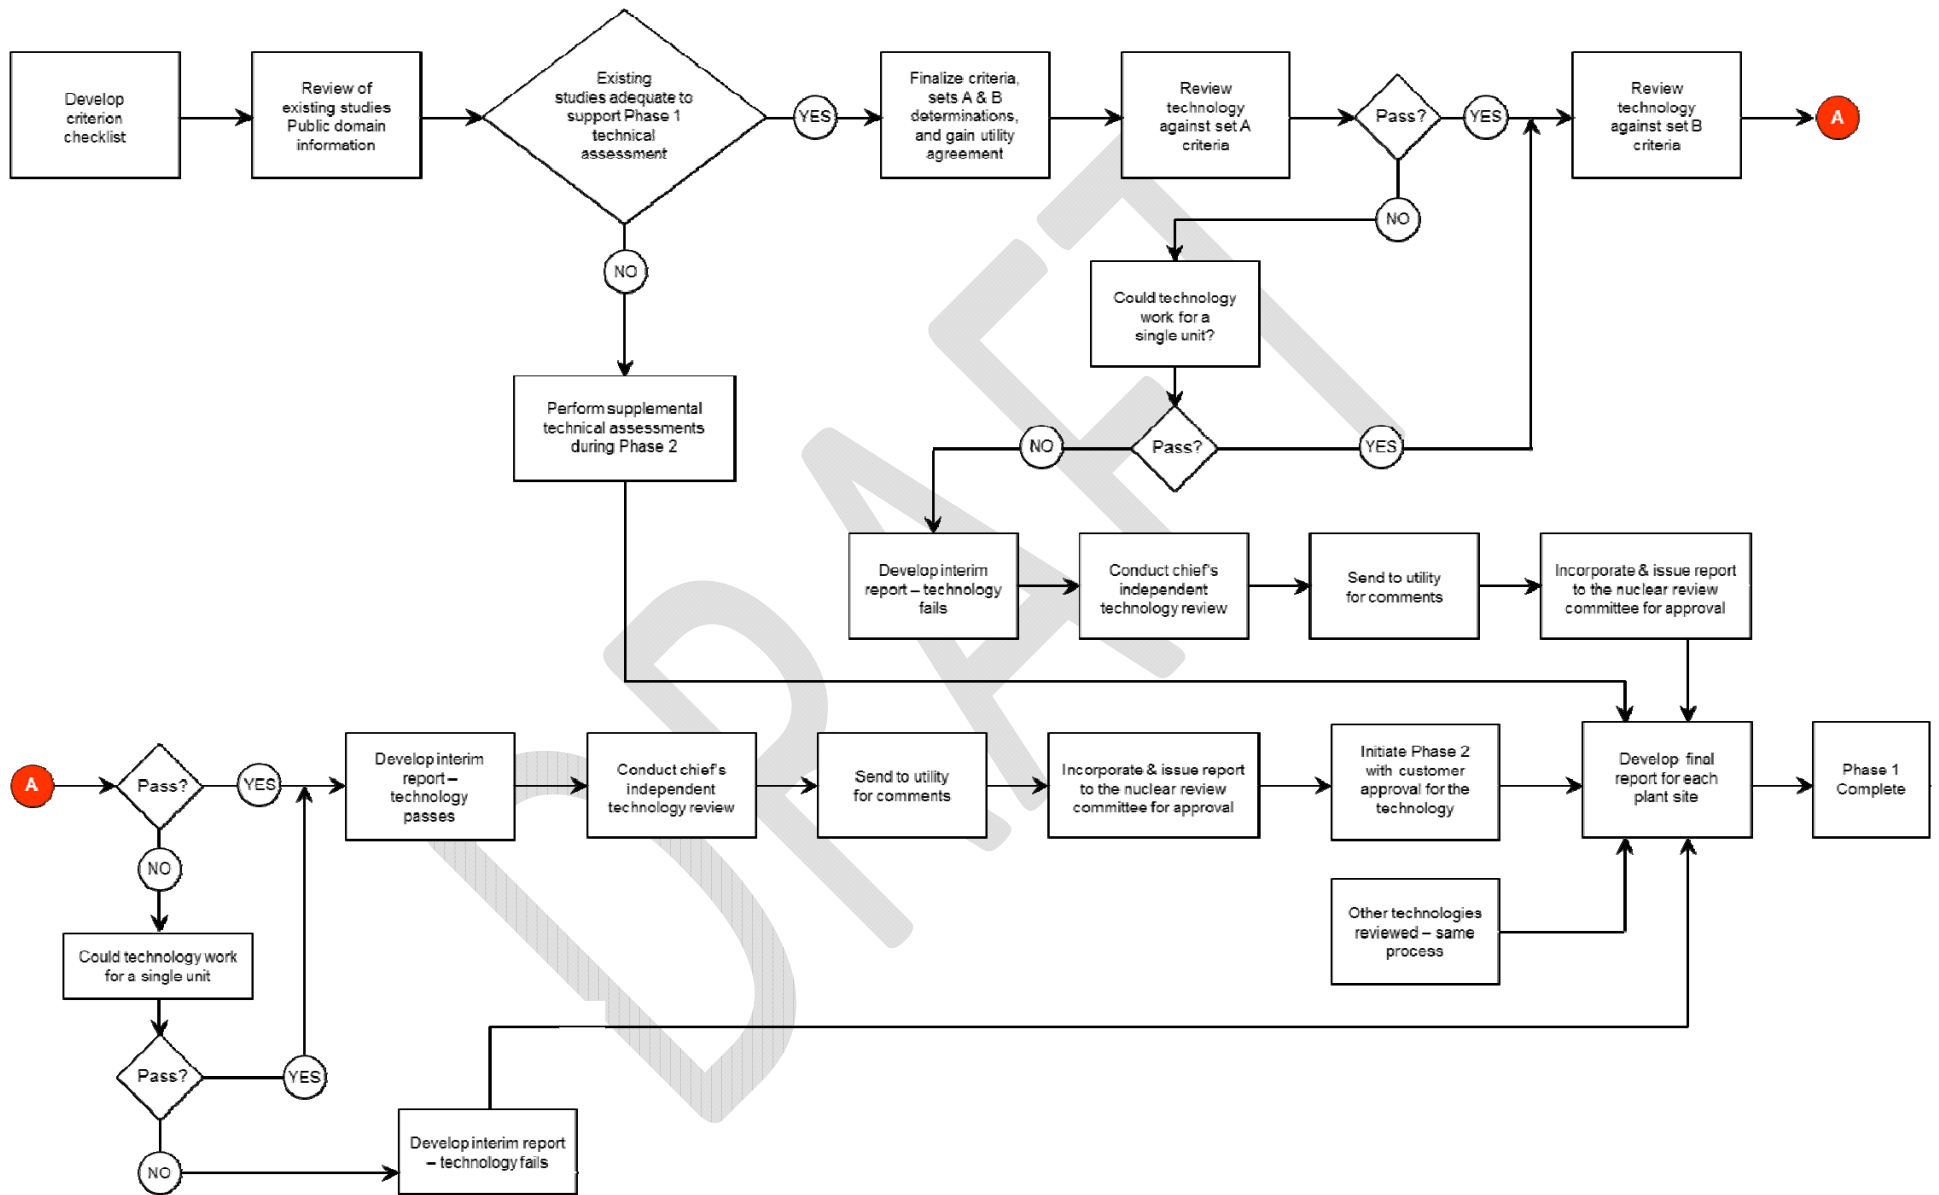 Develop
criterion
checklist
Review of
existing studies
Public domain
information
Existing
studies adequate to
support Phase 1
technical
assessment
YES
Finalize criteria,
sets A & B
determinations,
and gain utility
agreement
Review
technology
against set A
criteria
Pass?
YES
Review
technology
against set B
criteria
A
NO
NO
Could technology
work for a
single unit?
Perform supplemental
technical assessments
during Phase 2
NO
Pass?
YES
Develop interim
report – technology
fails
Conduct chief's
independent
technology review
Send to utility
for comments
Incorporate & issue report
to the nuclear review
committee for approval
A
Pass?
YES
Develop interim
report –
technology
passes
Conduct chief's
independent
technology review
Send to utility
for comments
Incorporate & issue report
to the nuclear review
committee for approval
Initiate Phase 2
with customer
approval for the
technology
Develop final
report for each
plant site
Phase 1
Complete
NO
Other technologies
reviewed – same
process
Could technology work
for a single unit
Pass?
YES
NO
Develop interim report
– technology fails
DRAFT